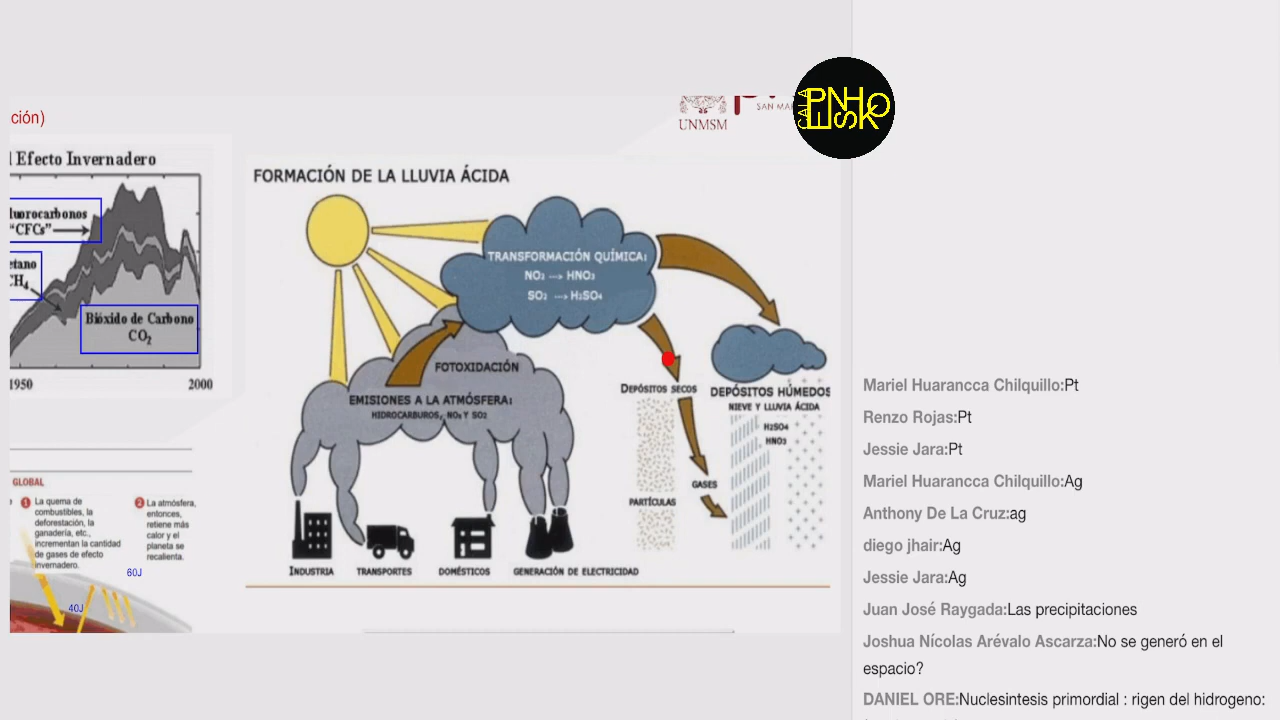 ción)
UNMSM
SAN MAR
CALA
PNHO
ESK
l Efecto Invernadero
luorocarbonos
“CFCs”
etano
CH4
Bióxido de Carbono
CO2
1950 2000
FORMACIÓN DE LA LLUVIA ÁCIDA
TRANSFORMACIÓN QUÍMICA:
NO2 ---> HNO3
SO2 ---> H2SO4
FOTOXIDACIÓN
EMISIONES A LA ATMÓSFERA:
HIDROCARBUROS, NOX Y SO2
DEPÓSITOS SECOS
DEPÓSITOS HÚMEDOS
NIEVE Y LLUVIA ÁCIDA
H2SO4
HNO3
GASES
PARTÍCULAS
INDUSTRIA
TRANSPORTES
DOMÉSTICOS
GENERACIÓN DE ELECTRICIDAD
GLOBAL
1 La quema de
combustibles, la
deforestación, la
ganadería, etc.,
incrementan la cantidad
de gases de efecto
invernadero.
2 La atmósfera,
entonces,
retiene más
calor y el
planeta se
recalienta.
60J
40J
Mariel Huarancca Chilquillo:Pt
Renzo Rojas:Pt
Jessie Jara:Pt
Mariel Huarancca Chilquillo:Ag
Anthony De La Cruz:ag
diego jhair:Ag
Jessie Jara:Ag
Juan José Raygada:Las precipitaciones
Joshua Nícolas Arévalo Ascarza:No se generó en el
espacio?
DANIEL ORE:Nuclesintesis primordial : rigen del hidrogeno: